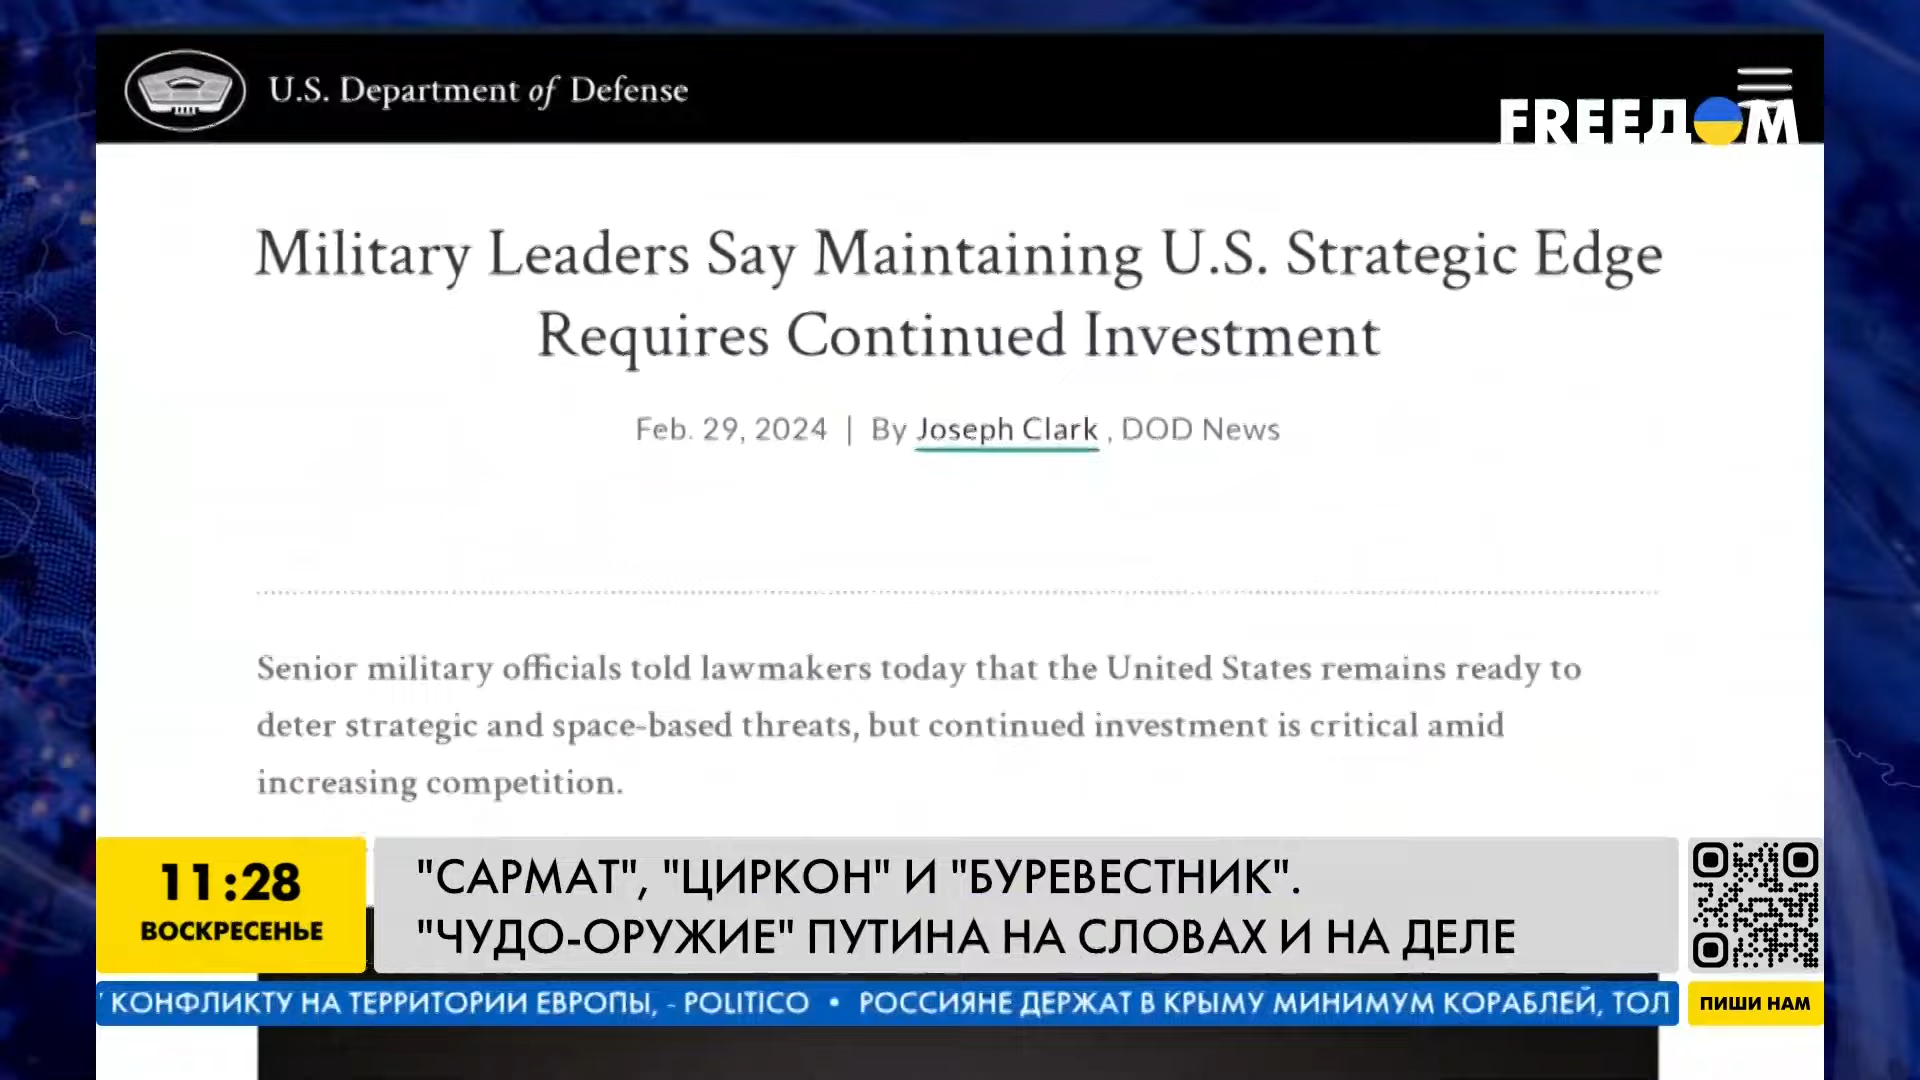 U.S. Department of Defense
FREEДOM
Military Leaders Say Maintaining U.S. Strategic Edge
Requires Continued Investment
Feb. 29, 2024 | By Joseph Clark , DOD News
Senior military officials told lawmakers today that the United States remains ready to
deter strategic and space-based threats, but continued investment is critical amid
increasing competition.
11:28
ВОСКРЕСЕНЬЕ
"САРМАТ", "ЦИРКОН" И "БУРЕВЕСТНИК".
"ЧУДО-ОРУЖИЕ" ПУТИНА НА СЛОВАХ И НА ДЕЛЕ
КОНФЛИКТУ НА ТЕРРИТОРИИ ЕВРОПЫ, - POLITICO • РОССИЯНЕ ДЕРЖАТ В КРЫМУ МИНИМУМ КОРАБЛЕЙ, ТОЛ
ПИШИ НАМ